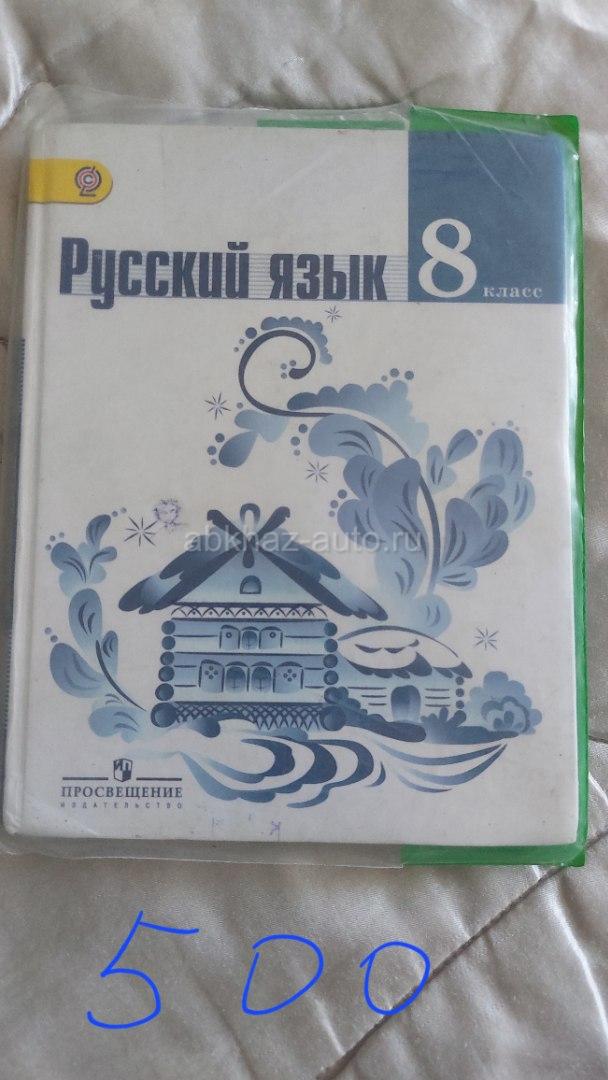 Русский язык 8
класс
abkhaz-auto.ru
ПРОСВЕЩЕНИЕ
ИЗДАТЕЛЬСТВО
500